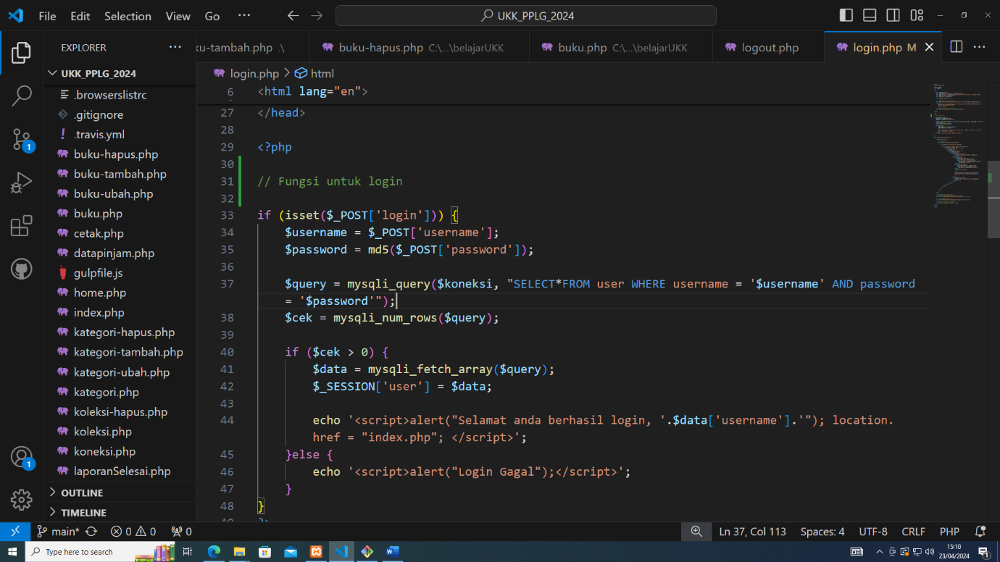 File Edit Selection View Go ··· UKK_PPLG_2024
EXPLORER ···
ku-tambah.php .\ buku-hapus.php C:\...\belajarUKK buku.php C:\...\belajarUKK logout.php login.php M
UKK_PPLG_2024
login.php > html
.browserslistrc
.gitignore
.travis.yml
buku-hapus.php
buku-tambah.php
buku-ubah.php
buku.php
cetak.php
datapinjam.php
gulpfile.js
home.php
index.php
kategori-hapus.php
kategori-tambah.php
kategori-ubah.php
kategori.php
koleksi-hapus.php
koleksi.php
koneksi.php
laporanSelesai.php
OUTLINE
TIMELINE
1
1
6 <html lang="en">
27 </head>
28
29 <?php
30
31 // Fungsi untuk login
32
33 if (isset($_POST['login'])) {
34 $username = $_POST['username'];
35 $password = md5($_POST['password']);
36
37 $query = mysqli_query($koneksi, "SELECT*FROM user WHERE username = '$username' AND password
= '$password'");
38 $cek = mysqli_num_rows($query);
39
40 if ($cek > 0) {
41 $data = mysqli_fetch_array($query);
42 $_SESSION['user'] = $data;
43
44 echo '<script>alert("Selamat anda berhasil login, '.$data['username'].'"); location.
href = "index.php"; </script>';
45 }else {
46 echo '<script>alert("Login Gagal");</script>';
47 }
48 }
main* 0 0 0 Ln 37, Col 113 Spaces: 4 UTF-8 CRLF PHP
Type here to search
15:10
23/04/2024
1